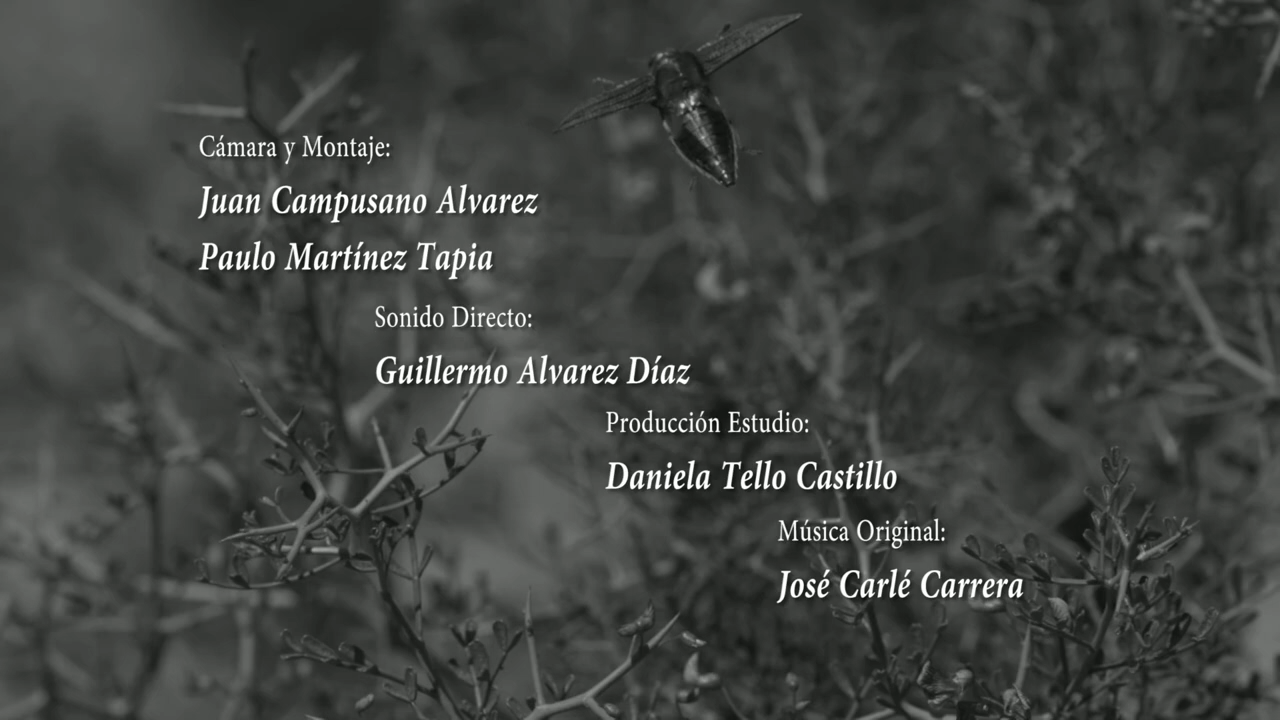 Cámara y Montaje:
Juan Campusano Alvarez
Paulo Martínez Tapia
Sonido Directo:
Guillermo Alvarez Díaz
Producción Estudio:
Daniela Tello Castillo
Música Original:
José Carlé Carrera